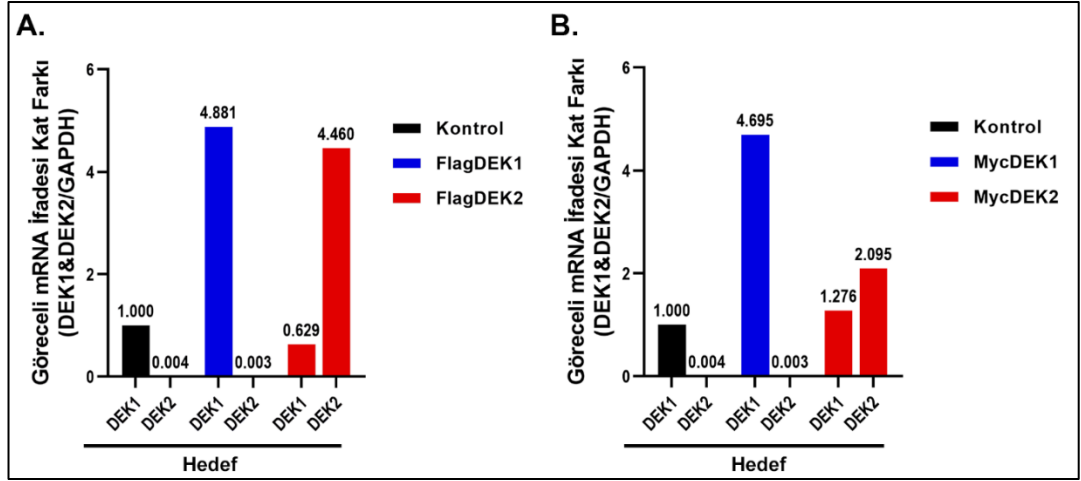 A.
Göreceli mRNA İfadesi Kat Farkı
(DEK1&DEK2/GAPDH)
6
4
2
0
1.000
0.004
4.881
0.003
0.629
4.460
DEK1
DEK2
DEK1
DEK2
DEK1
DEK2
Hedef
Kontrol
FlagDEK1
FlagDEK2
B.
Göreceli mRNA İfadesi Kat Farkı
(DEK1&DEK2/GAPDH)
6
4
2
0
1.000
0.004
4.695
0.003
1.276
2.095
DEK1
DEK2
DEK1
DEK2
DEK1
DEK2
Hedef
Kontrol
MycDEK1
MycDEK2